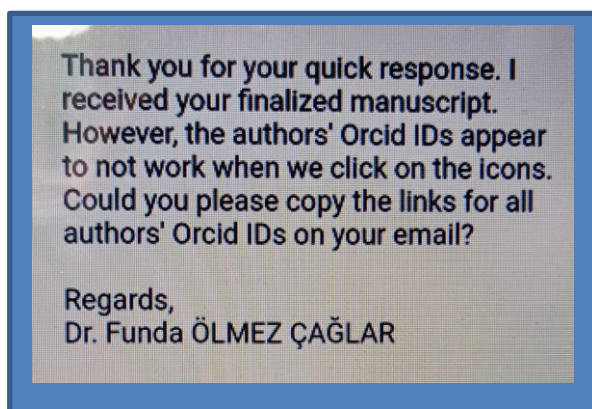 Thank you for your quick response. I
received your finalized manuscript.
However, the authors' Orcid IDs appear
to not work when we click on the icons.
Could you please copy the links for all
authors' Orcid IDs on your email?
Regards,
Dr. Funda ÖLMEZ ÇAĞLAR